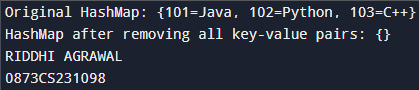 Original HashMap: {101=Java, 102=Python, 103=C++}
HashMap after removing all key-value pairs: {}
RIDDHI AGRAWAL
0873CS231098